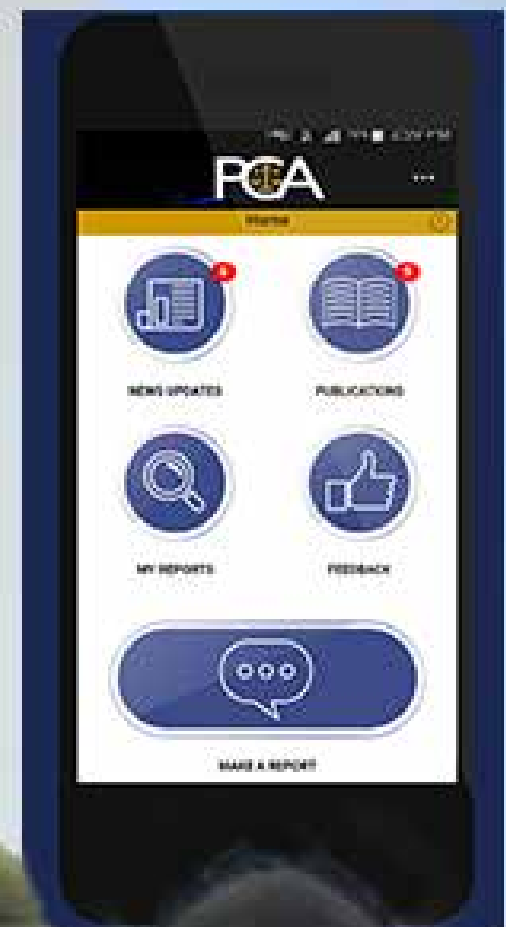 PCA
Home
NEWS UPDATES
PUBLICATIONS
MY REPORTS
FEEDBACK
MAKE A REPORT